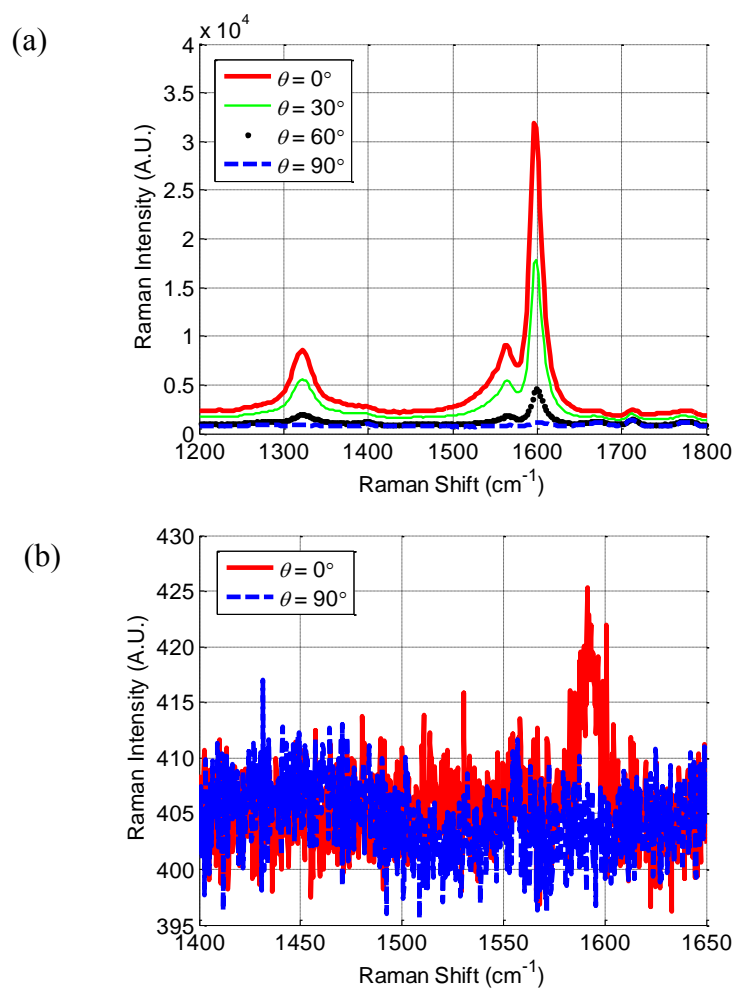 (a)
x 10⁴
4
3.5
3
2.5
2
1.5
1
0.5
0
Raman Intensity (A.U.)
θ = 0°
θ = 30°
θ = 60°
θ = 90°
1200 1300 1400 1500 1600 1700 1800
Raman Shift (cm⁻¹)
(b)
430
425
420
415
410
405
400
395
Raman Intensity (A.U.)
θ = 0°
θ = 90°
1400 1450 1500 1550 1600 1650
Raman Shift (cm⁻¹)